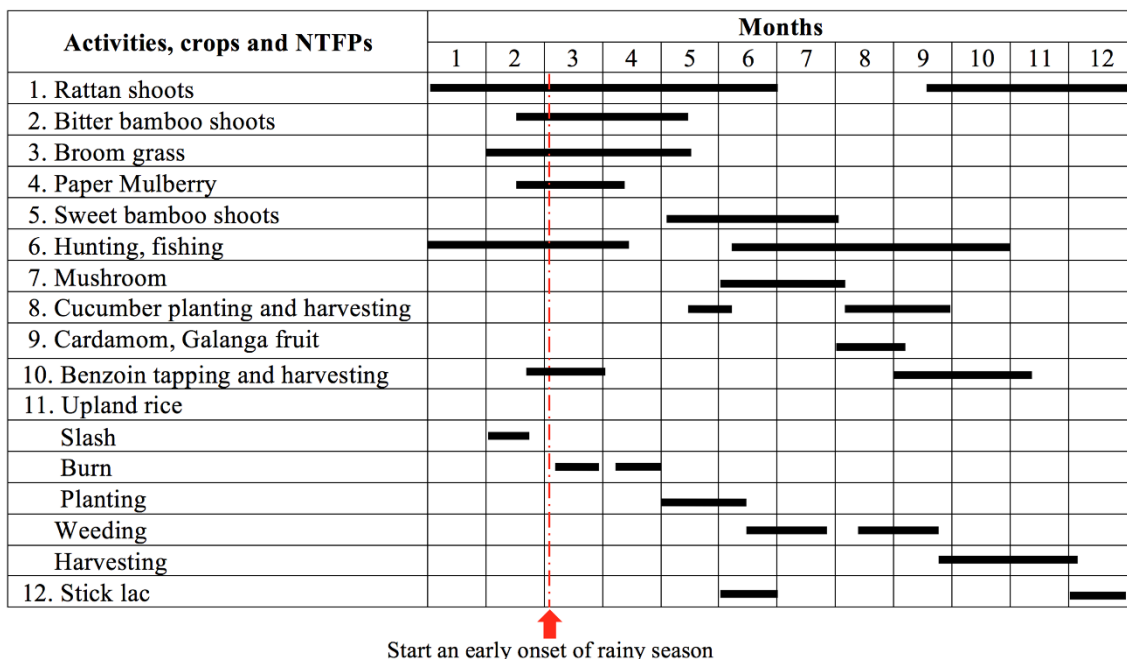 Activities, crops and NTFPs
Months
1 2 3 4 5 6 7 8 9 10 11 12
1. Rattan shoots
2. Bitter bamboo shoots
3. Broom grass
4. Paper Mulberry
5. Sweet bamboo shoots
6. Hunting, fishing
7. Mushroom
8. Cucumber planting and harvesting
9. Cardamom, Galanga fruit
10. Benzoin tapping and harvesting
11. Upland rice
Slash
Burn
Planting
Weeding
Harvesting
12. Stick lac
Start an early onset of rainy season